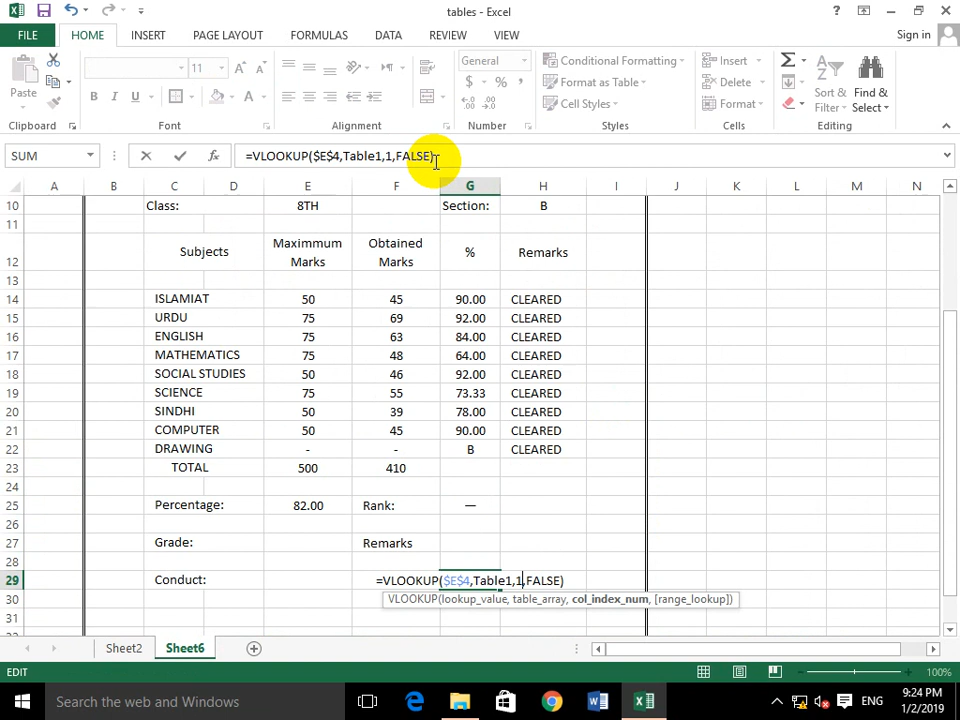 tables - Excel
Sign in
FILE HOME INSERT PAGE LAYOUT FORMULAS DATA REVIEW VIEW
Paste
11
B I U A
General
$ % ,
Conditional Formatting
Format as Table
Cell Styles
Insert
Delete
Format
Sort &
Filter
Find &
Select
Clipboard Font Alignment Number Styles Cells Editing
SUM
=VLOOKUP($E$4,Table1,1,FALSE)
A B C D E F G H I J K L M N
10 Class: 8TH Section: B
11
12 Subjects Maximmum Marks Obtained Marks % Remarks
13
14 ISLAMIAT 50 45 90.00 CLEARED
15 URDU 75 69 92.00 CLEARED
16 ENGLISH 75 63 84.00 CLEARED
17 MATHEMATICS 75 48 64.00 CLEARED
18 SOCIAL STUDIES 50 46 92.00 CLEARED
19 SCIENCE 75 55 73.33 CLEARED
20 SINDHI 50 39 78.00 CLEARED
21 COMPUTER 50 45 90.00 CLEARED
22 DRAWING - - B CLEARED
23 TOTAL 500 410
24
25 Percentage: 82.00 Rank: —
26
27 Grade: Remarks
28
29 Conduct: =VLOOKUP($E$4,Table1,1,FALSE)
30 VLOOKUP(lookup_value, table_array, col_index_num, [range_lookup])
31
32
Sheet2 Sheet6
EDIT 100%
Search the web and Windows
ENG
9:24 PM
1/2/2019